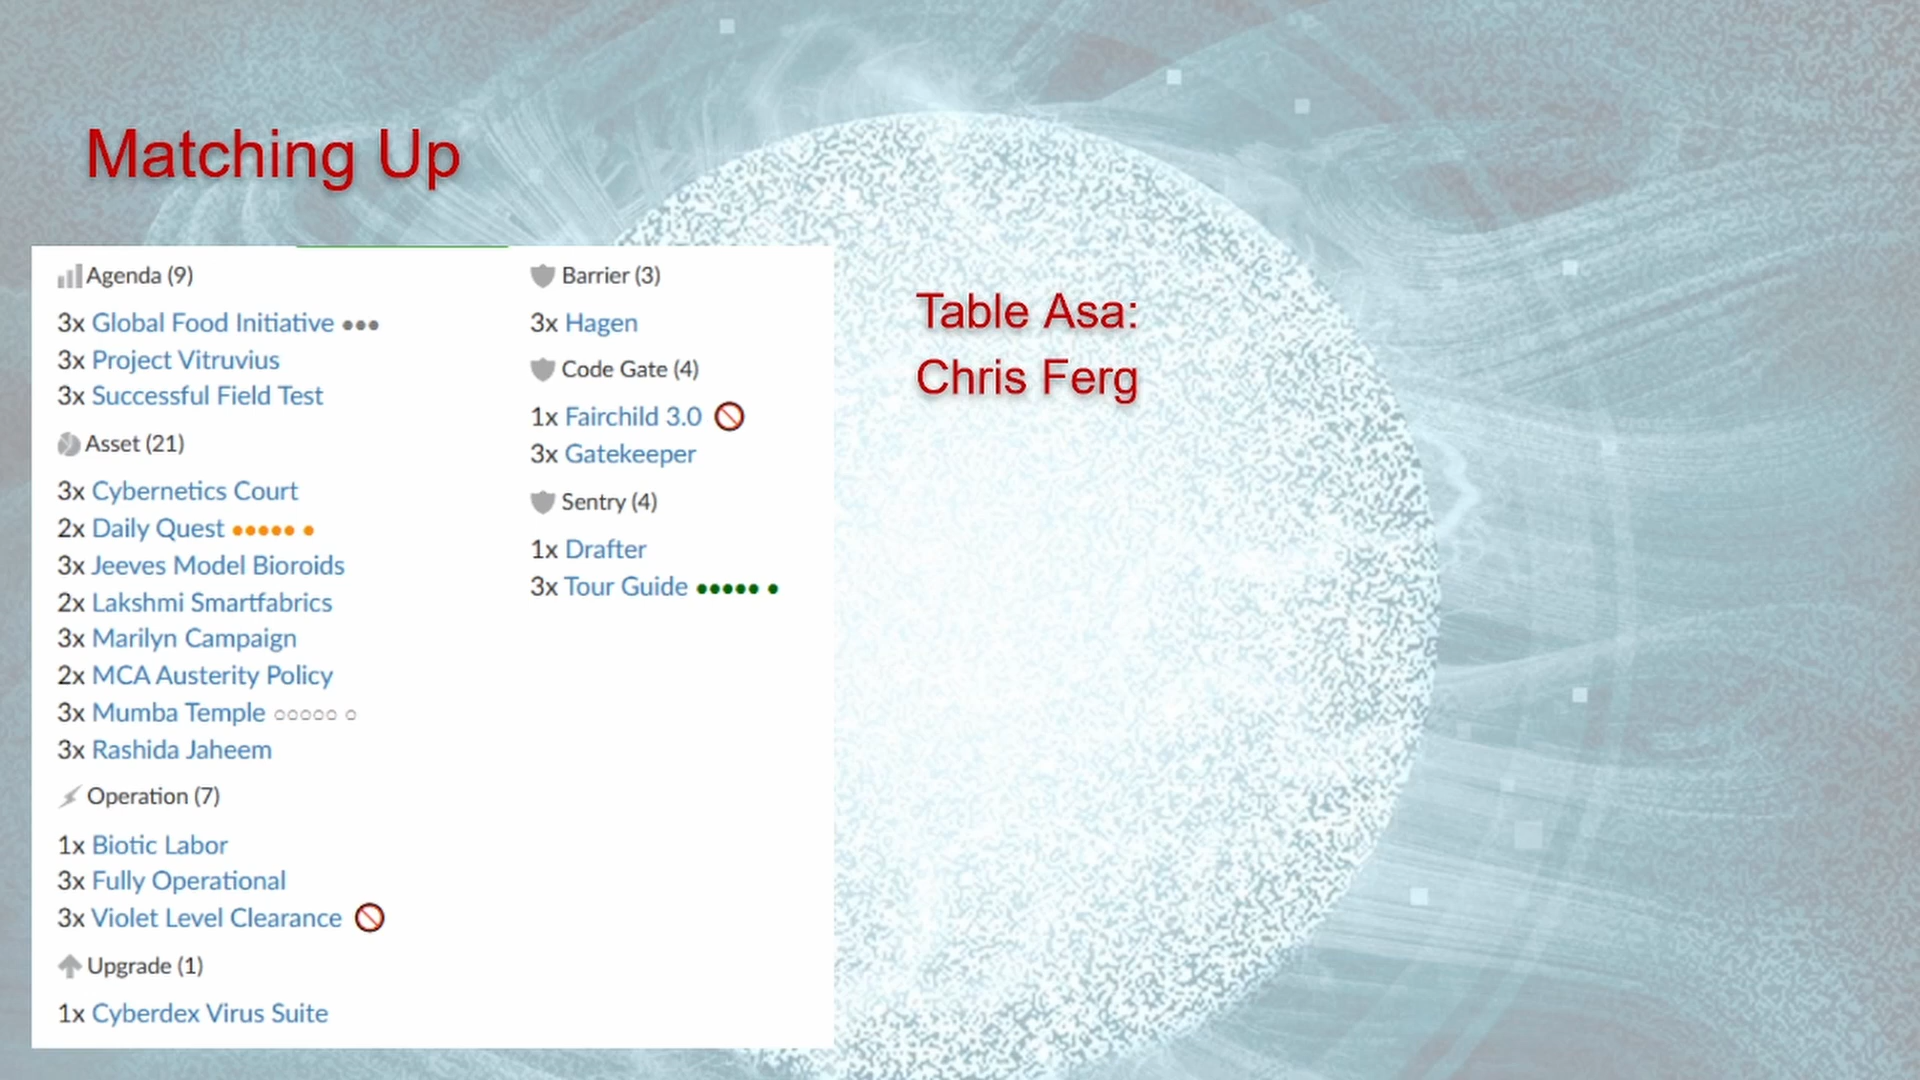 Matching Up
Agenda (9)
3x Global Food Initiative ●●●
3x Project Vitruvius
3x Successful Field Test
Asset (21)
3x Cybernetics Court
2x Daily Quest ●●●●● ●
3x Jeeves Model Bioroids
2x Lakshmi Smartfabrics
3x Marilyn Campaign
2x MCA Austerity Policy
3x Mumba Temple ○○○○○ ○
3x Rashida Jaheem
Operation (7)
1x Biotic Labor
3x Fully Operational
3x Violet Level Clearance
Upgrade (1)
1x Cyberdex Virus Suite
Barrier (3)
3x Hagen
Code Gate (4)
1x Fairchild 3.0
3x Gatekeeper
Sentry (4)
1x Drafter
3x Tour Guide ●●●●● ●
Table Asa:
Chris Ferg